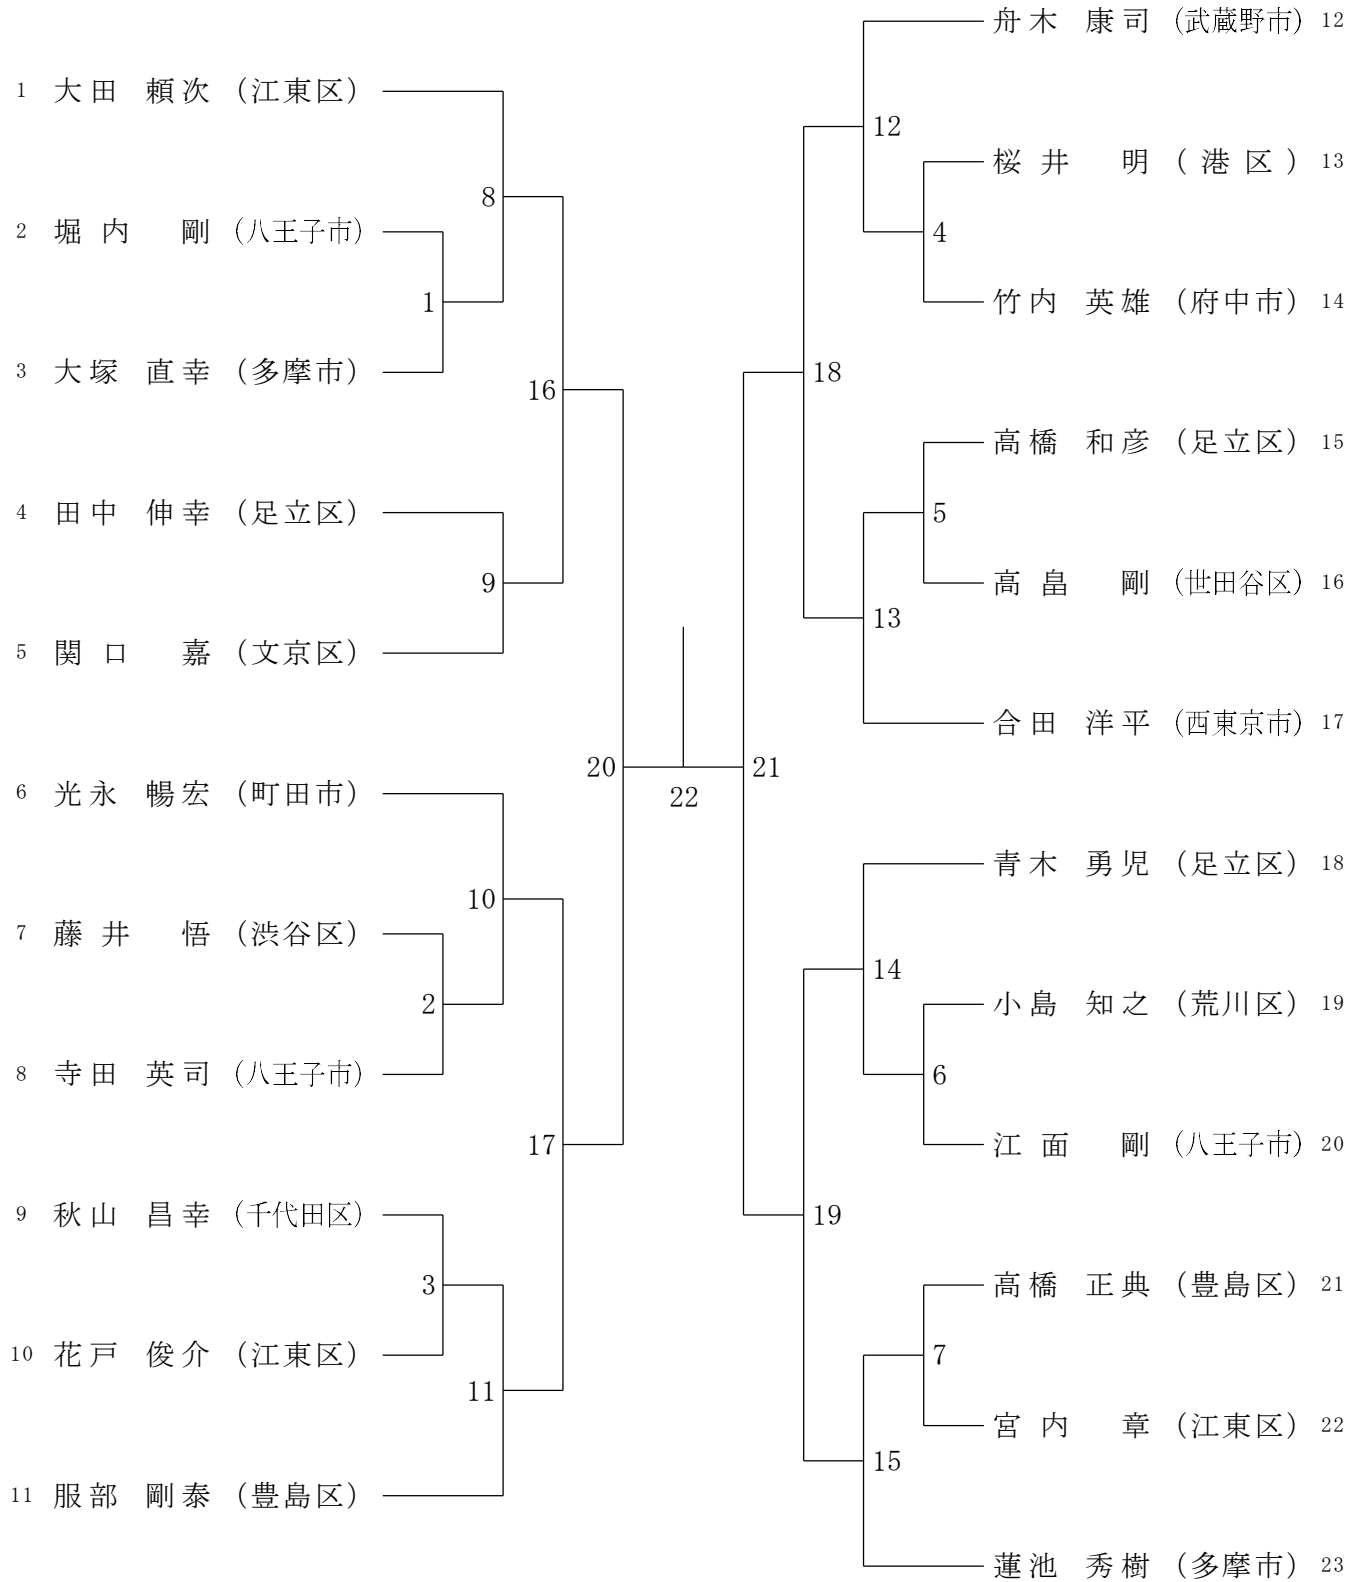 1 大田 頼次 (江東区)
2 堀内 剛 (八王子市)
3 大塚 直幸 (多摩市)
4 田中 伸幸 (足立区)
5 関口 嘉 (文京区)
6 光永 暢宏 (町田市)
7 藤井 悟 (渋谷区)
8 寺田 英司 (八王子市)
9 秋山 昌幸 (千代田区)
10 花戸 俊介 (江東区)
11 服部 剛泰 (豊島区)
8
1
16
9
20
10
2
17
3
11
22
12
4
18
5
13
21
14
6
19
7
15
舟木 康司 (武蔵野市) 12
桜井 明 (港区) 13
竹内 英雄 (府中市) 14
高橋 和彦 (足立区) 15
高畠 剛 (世田谷区) 16
合田 洋平 (西東京市) 17
青木 勇児 (足立区) 18
小島 知之 (荒川区) 19
江面 剛 (八王子市) 20
高橋 正典 (豊島区) 21
宮内 章 (江東区) 22
蓮池 秀樹 (多摩市) 23